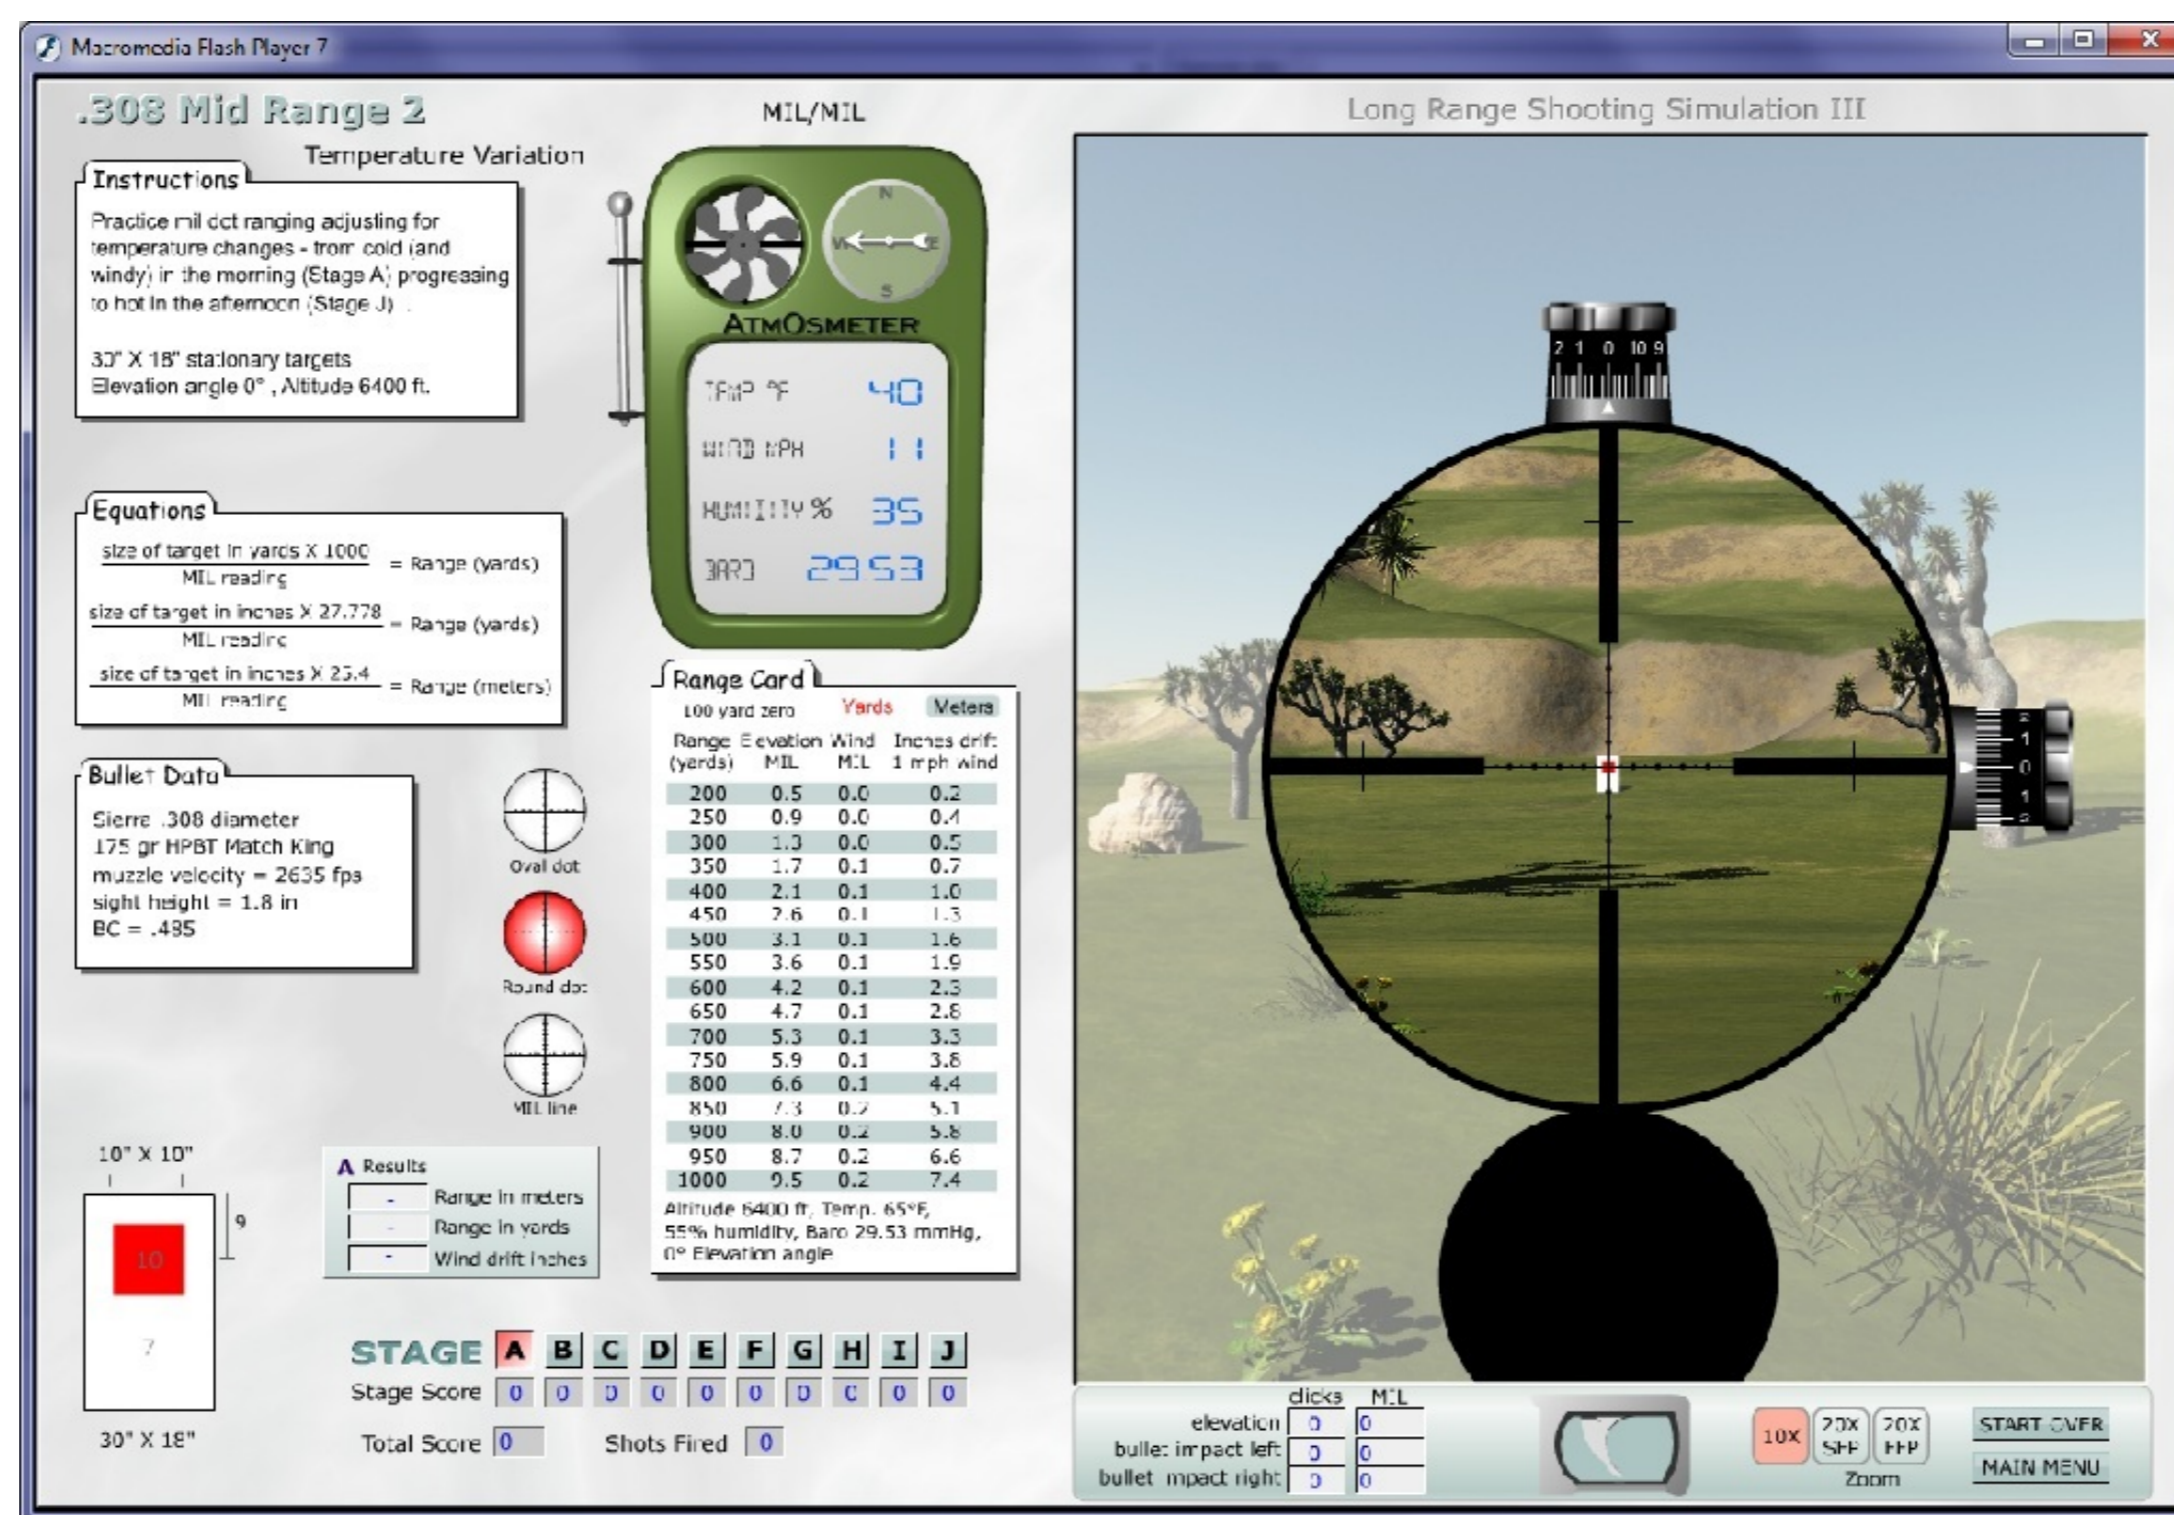 Macromedia Flash Player 7
.308 Mid Range 2
Temperature Variation
MIL/MIL
Long Range Shooting Simulation III
Instructions
Practice mil dot ranging adjusting for
temperature changes - from cold (and
windy) in the morning (Stage A) progressing
to hot in the afternoon (Stage J) .
30" X 18" stationary targets
Elevation angle 0° , Altitude 6400 ft.
Equations
size of target in yards X 1000
MIL reading
= Range (yards)
size of target in inches X 27.778
MIL reading
= Range (yards)
size of target in inches X 25.4
MIL reading
= Range (meters)
Bullet Data
Sierra .308 diameter
175 gr HPBT Match King
muzzle velocity = 2635 fps
sight height = 1.8 in
BC = .485
Oval dot
Round dot
MIL line
N
W E
S
ATMOSMETER
TEMP °F 40
WIND MPH 11
HUMIDITY % 35
BARO 29.53
Range Card
100 yard zero Yards Meters
Range Elevation Wind Inches drift
(yards) MIL MIL 1 mph wind
200 0.5 0.0 0.2
250 0.9 0.0 0.4
300 1.3 0.0 0.5
350 1.7 0.1 0.7
400 2.1 0.1 1.0
450 2.6 0.1 1.3
500 3.1 0.1 1.6
550 3.6 0.1 1.9
600 4.2 0.1 2.3
650 4.7 0.1 2.8
700 5.3 0.1 3.3
750 5.9 0.1 3.8
800 6.6 0.1 4.4
850 7.3 0.2 5.1
900 8.0 0.2 5.8
950 8.7 0.2 6.6
1000 9.5 0.2 7.4
Altitude 6400 ft, Temp. 65°F,
55% humidity, Baro 29.53 mmHg,
0° Elevation angle
10" X 10"
9
10
7
30" X 18"
A Results
- Range in meters
- Range in yards
- Wind drift inches
STAGE A B C D E F G H I J
Stage Score 0 0 0 0 0 0 0 0 0 0
Total Score 0 Shots Fired 0
2 1 0 10 9
2
1
0
1
2
clicks MIL
elevation 0 0
bullet impact left 0 0
bullet impact right 0 0
10X
20X SFP
20X FFP
Zoom
START OVER
MAIN MENU